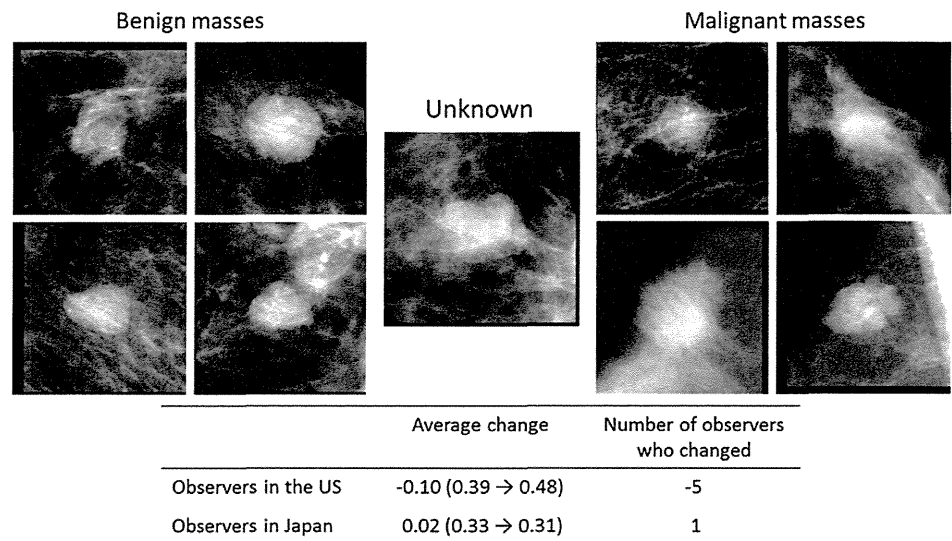 Benign masses
Malignant masses
Unknown
Average change Number of observers
who changed
Observers in the US -0.10 (0.39 → 0.48) -5
Observers in Japan 0.02 (0.33 → 0.31) 1